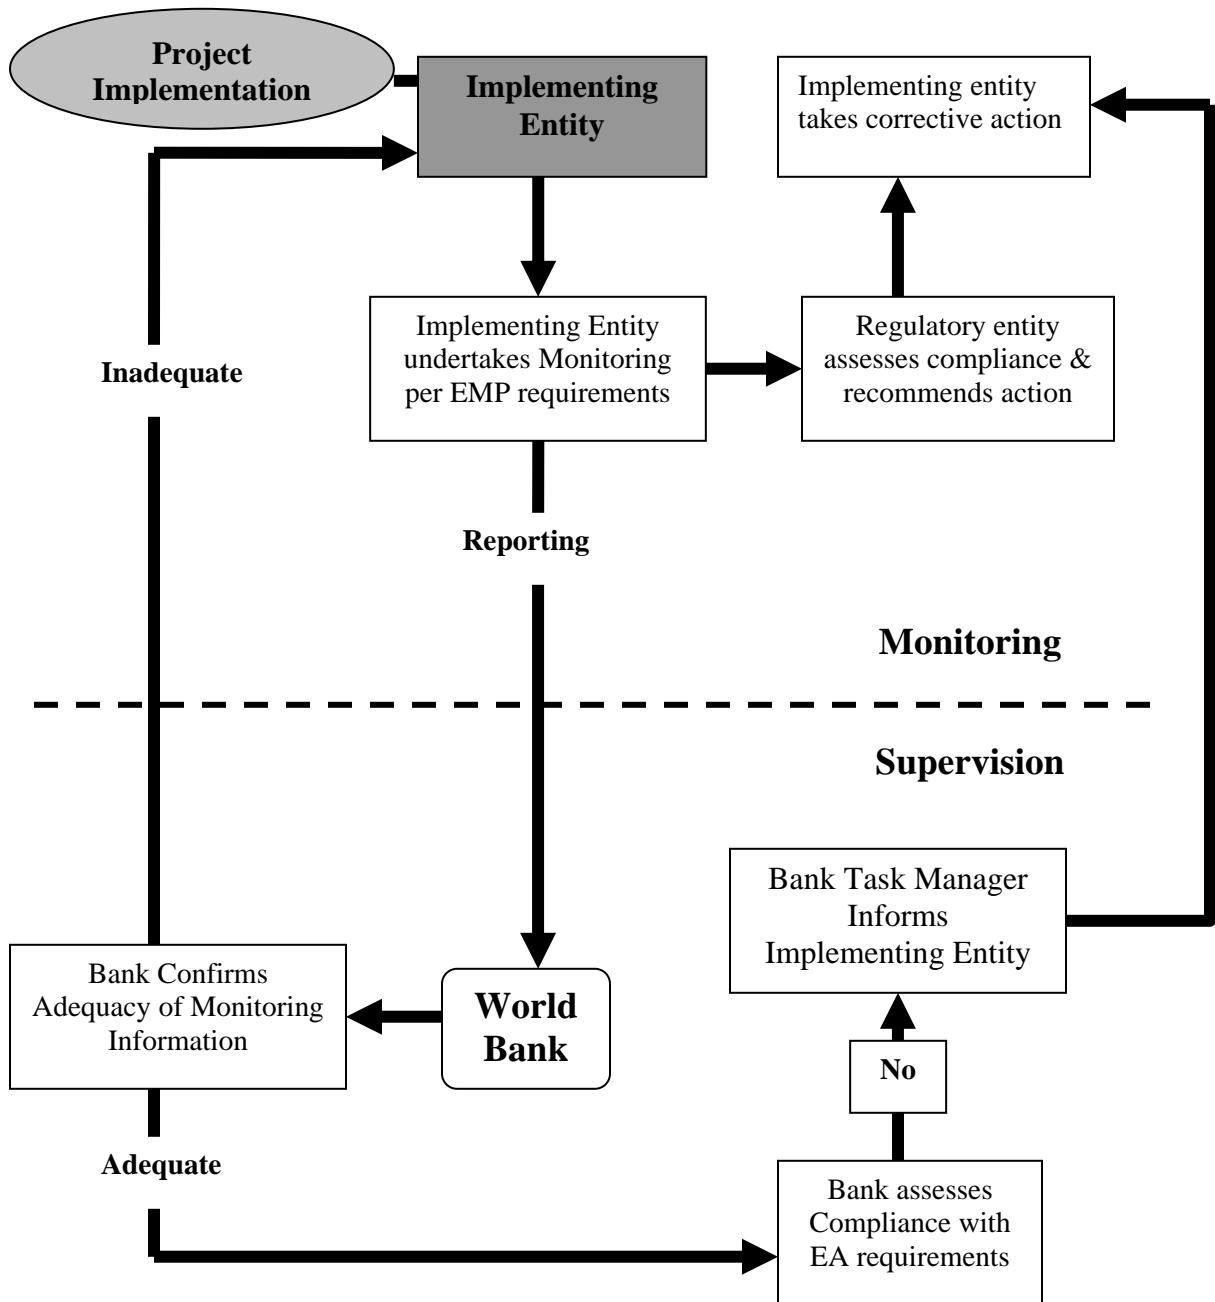 Project
Implementation
Implementing
Entity
Implementing entity
takes corrective action
Implementing Entity
undertakes Monitoring
per EMP requirements
Regulatory entity
assesses compliance &
recommends action
Inadequate
Reporting
Monitoring
Supervision
Bank Task Manager
Informs
Implementing Entity
Bank Confirms
Adequacy of Monitoring
Information
World
Bank
No
Adequate
Bank assesses
Compliance with
EA requirements